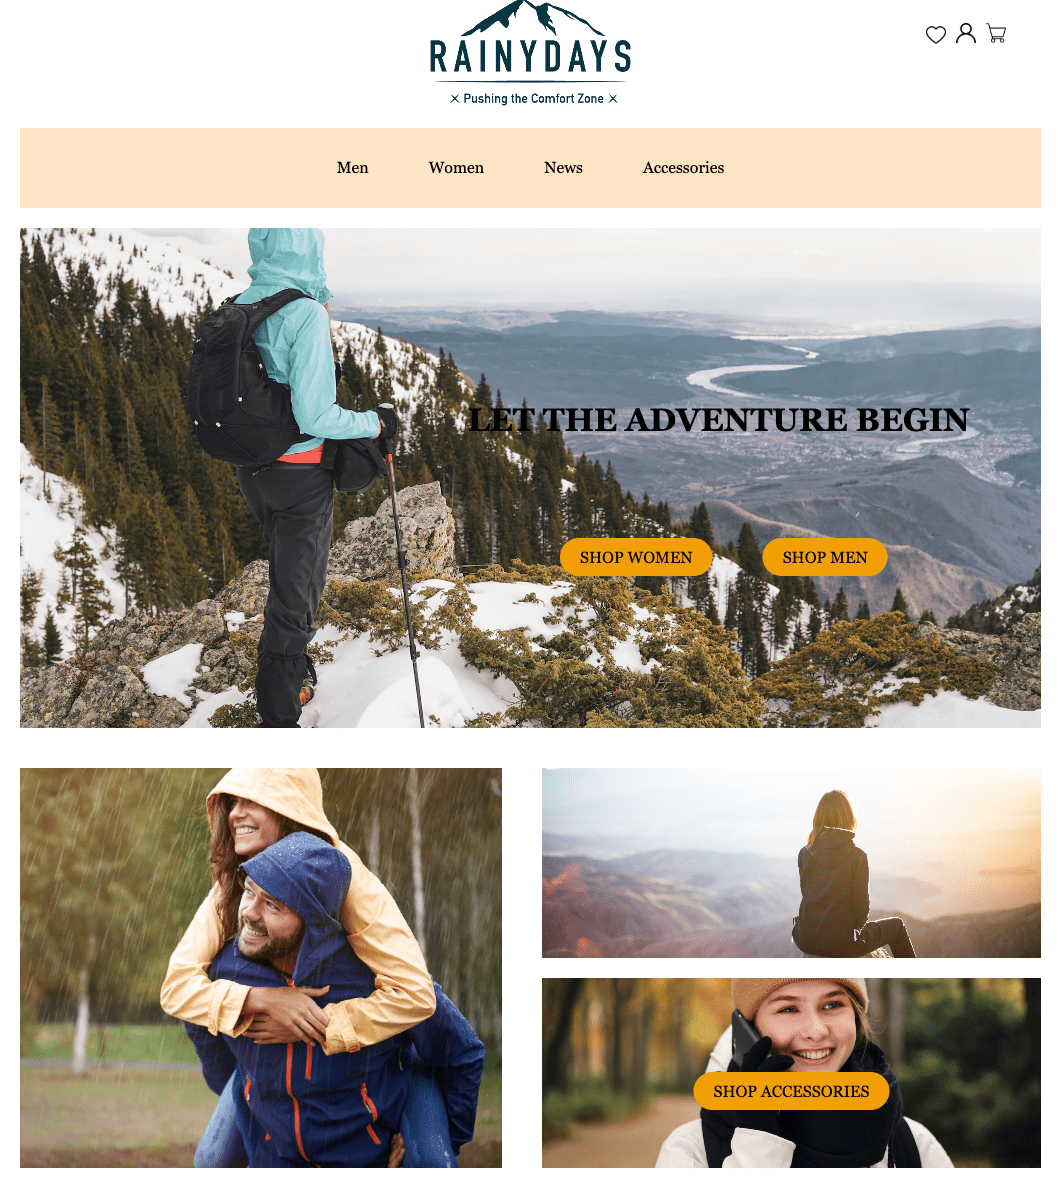 RAINYDAYS
Pushing the Comfort Zone
Men Women News Accessories
LET THE ADVENTURE BEGIN
SHOP WOMEN SHOP MEN
SHOP ACCESSORIES